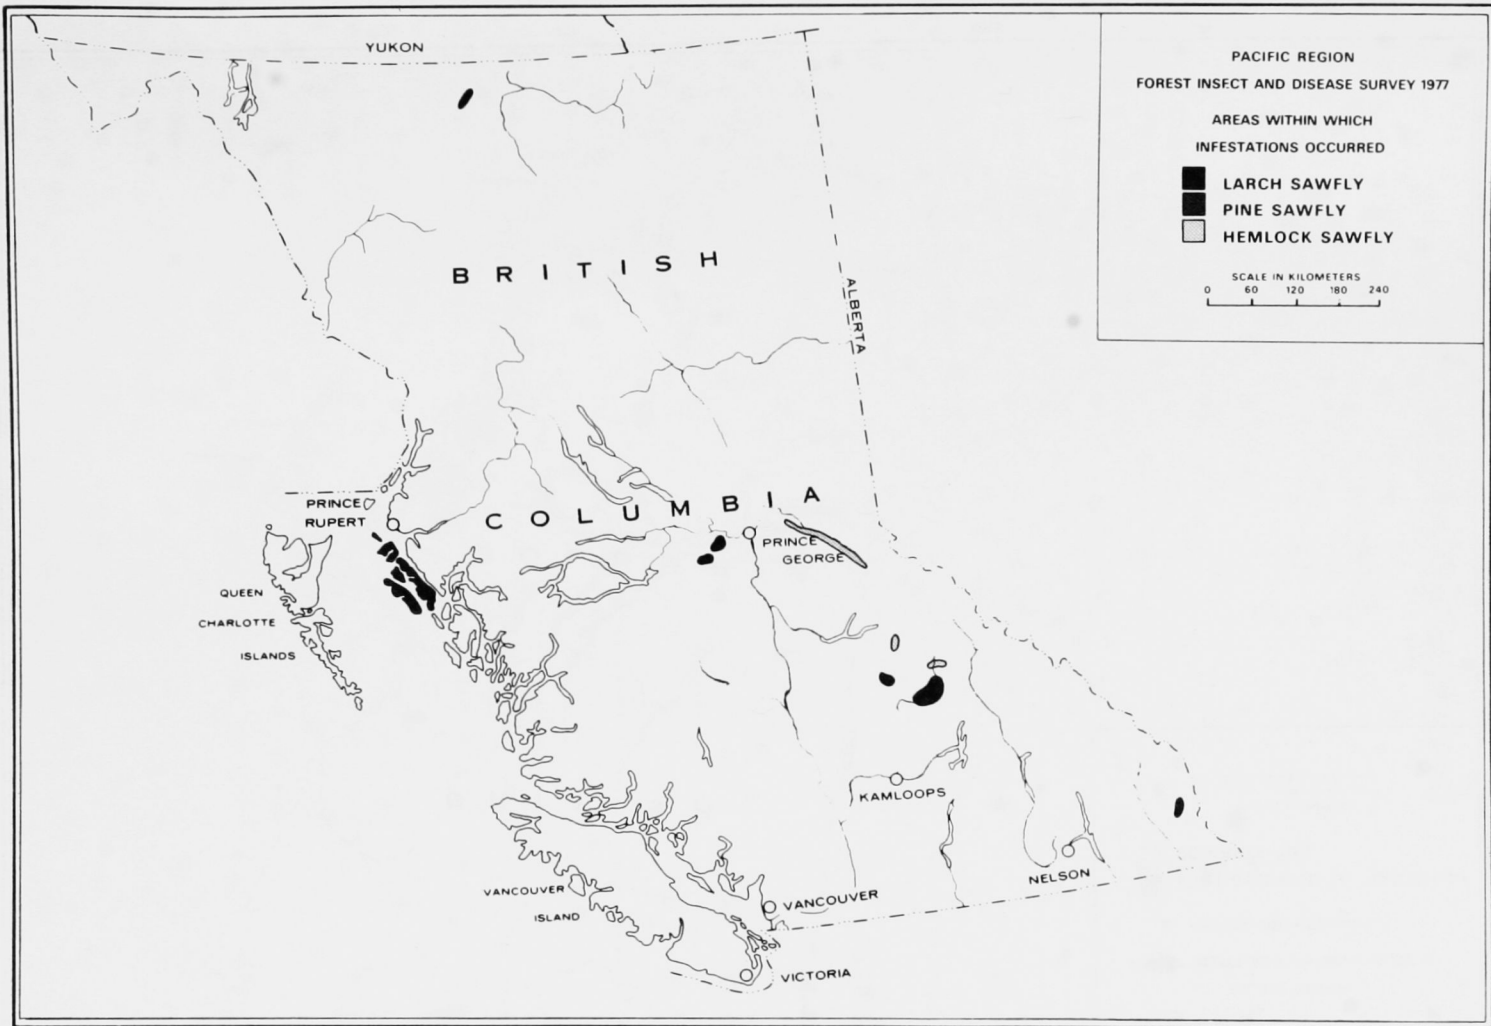 YUKON
PACIFIC REGION
FOREST INSECT AND DISEASE SURVEY 1977
AREAS WITHIN WHICH
INFESTATIONS OCCURRED
LARCH SAWFLY
PINE SAWFLY
HEMLOCK SAWFLY
SCALE IN KILOMETERS
0 60 120 180 240
BRITISH
ALBERTA
COLUMBIA
PRINCE
RUPERT
PRINCE
GEORGE
QUEEN
CHARLOTTE
ISLANDS
KAMLOOPS
NELSON
VANCOUVER
ISLAND
VANCOUVER
VICTORIA